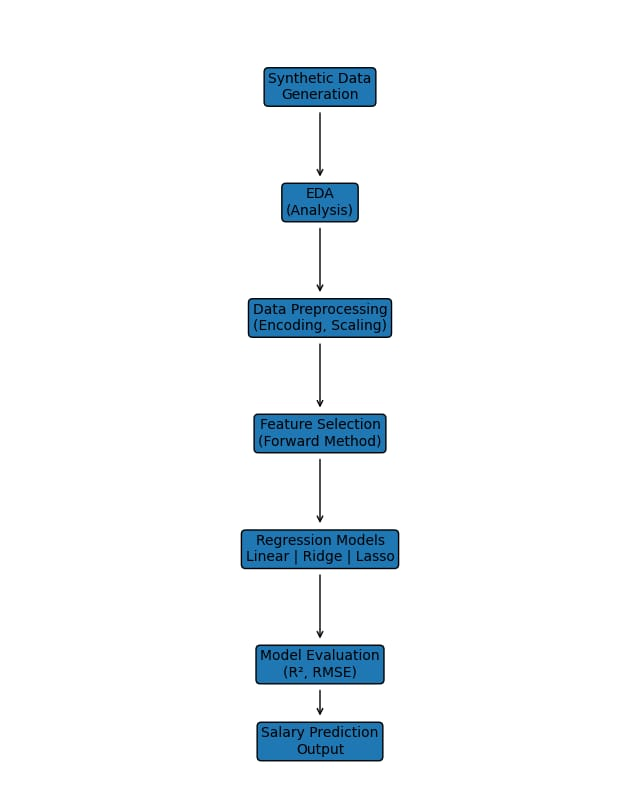 Synthetic Data
Generation
EDA
(Analysis)
Data Preprocessing
(Encoding, Scaling)
Feature Selection
(Forward Method)
Regression Models
Linear | Ridge | Lasso
Model Evaluation
(R², RMSE)
Salary Prediction
Output